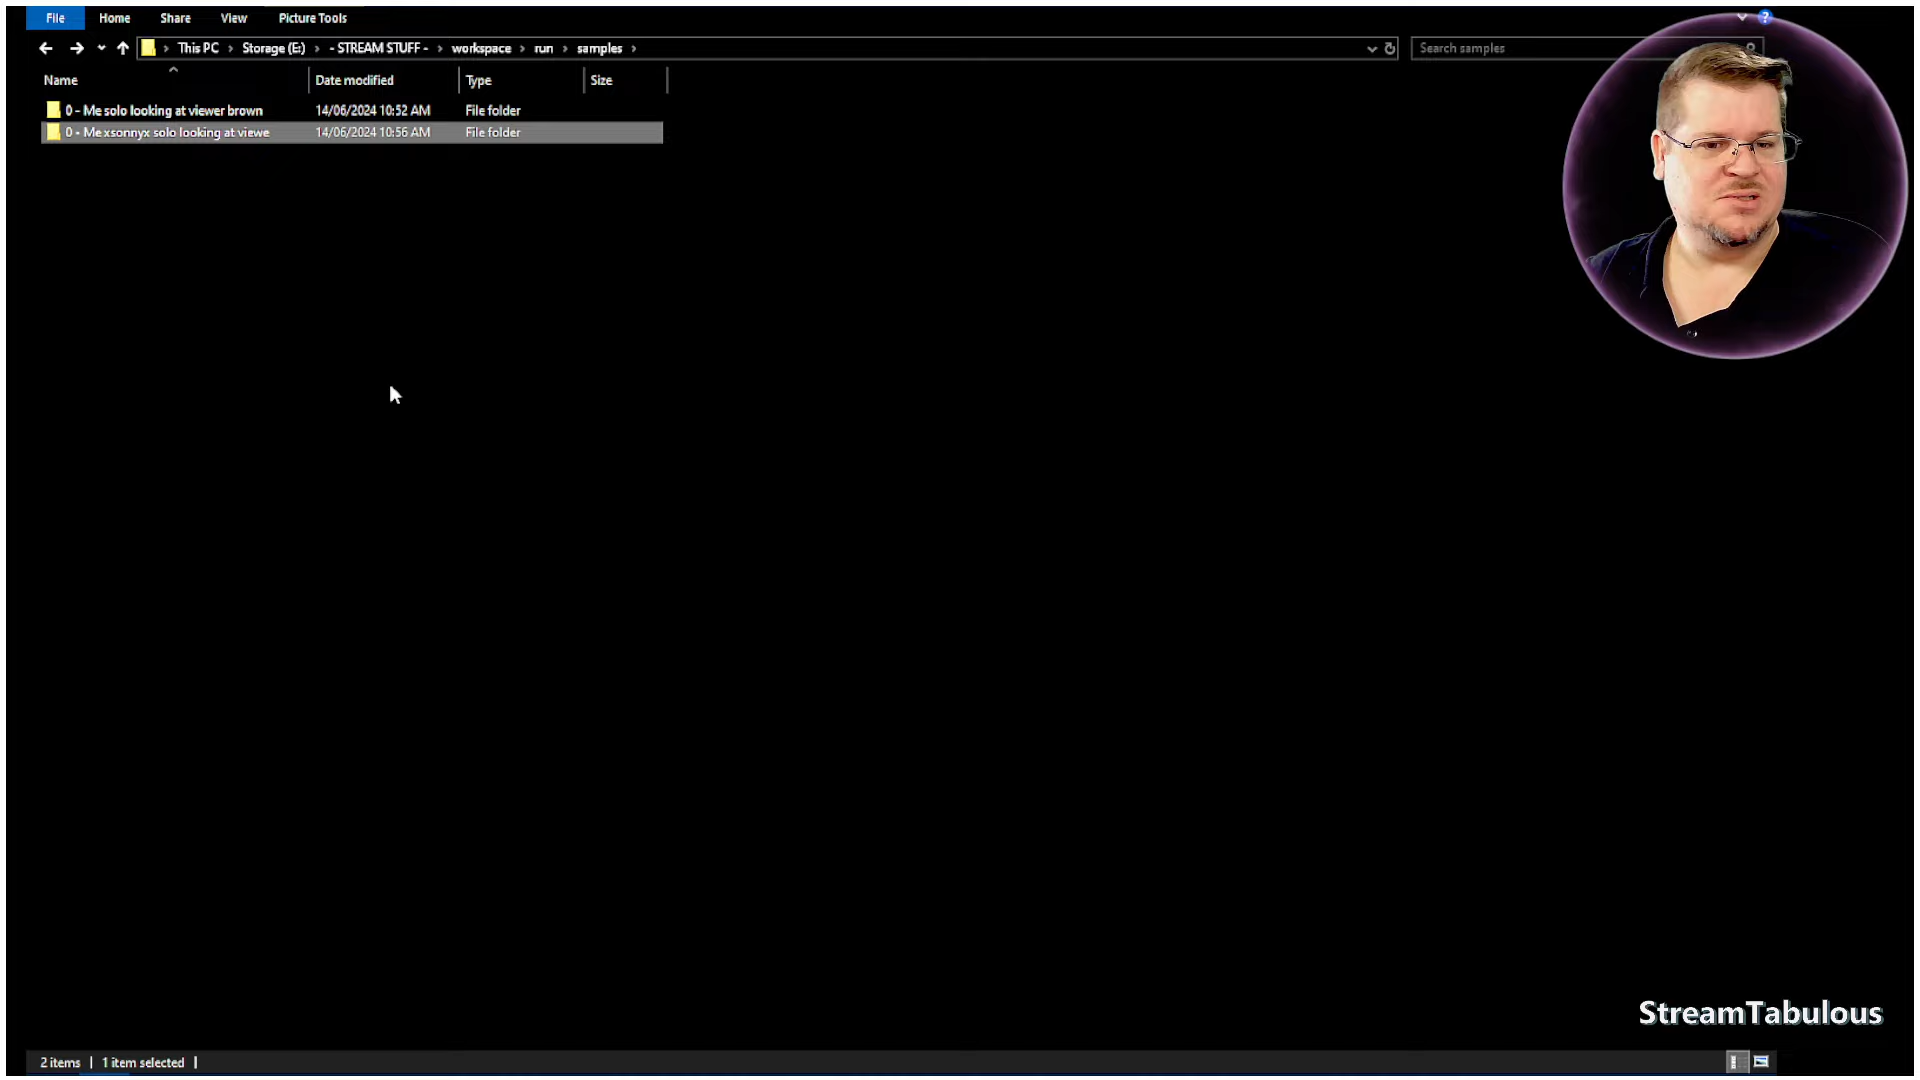 File Home Share View Picture Tools
› This PC › Storage (E:) › - STREAM STUFF - › workspace › run › samples › Search samples
Name Date modified Type Size
0 - Me solo looking at viewer brown 14/06/2024 10:52 AM File folder
0 - Me xsonnyx solo looking at viewe 14/06/2024 10:56 AM File folder
StreamTabulous
2 items | 1 item selected |